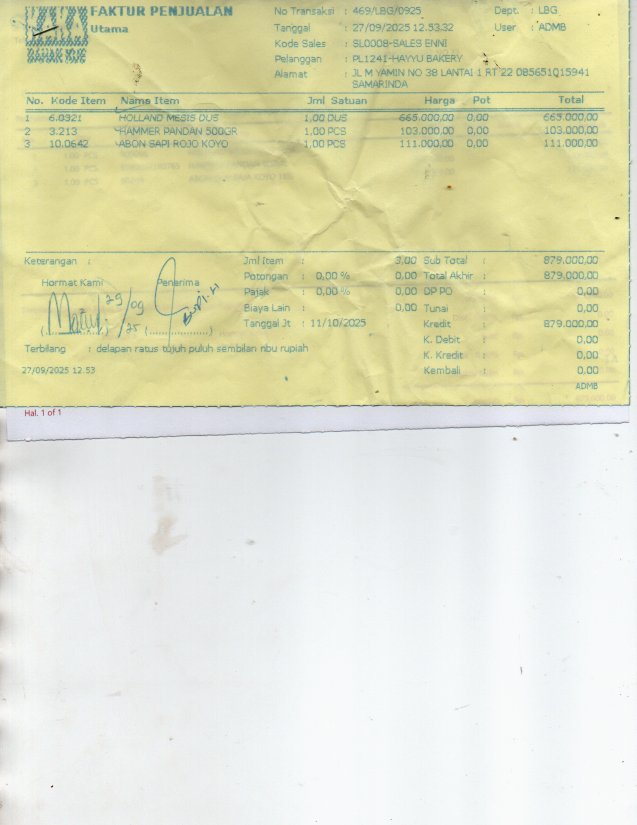 FAKTUR PENJUALAN
Utama
No Transaksi : 469/LBG/0925 Dept. : LBG
Tanggal : 27/09/2025 12.53.32 User : ADMB
Kode Sales : SL0008-SALES ENNI
Pelanggan : PL1241-HAYYU BAKERY
Alamat : JL M YAMIN NO 38 LANTAI 1 RT 22 085651015941
SAMARINDA
No. Kode Item Nama Item Jml Satuan Harga Pot Total
1 6.0321 HOLLAND MESIS DUS 1,00 DUS 665.000,00 0,00 665.000,00
2 3.213 HAMMER PANDAN 500GR 1,00 PCS 103.000,00 0,00 103.000,00
3 10.0642 ABON SAPI ROJO KOYO 1,00 PCS 111.000,00 0,00 111.000,00
Keterangan : Jml Item : 3,00 Sub Total : 879.000,00
Potongan : 0,00 % 0,00 Total Akhir : 879.000,00
Hormat Kami Penerima
Pajak : 0,00 % 0,00 DP PO : 0,00
Biaya Lain : 0,00 Tunai : 0,00
29/09
25
Tanggal Jt : 11/10/2025 Kredit : 879.000,00
(....................) (....................)
K. Debit : 0,00
Terbilang : delapan ratus tujuh puluh sembilan ribu rupiah
K. Kredit : 0,00
27/09/2025 12.53 Kembali : 0,00
ADMB
Hal. 1 of 1